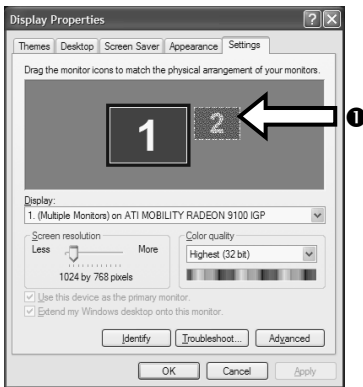 Display Properties
Themes Desktop Screen Saver Appearance Settings
Drag the monitor icons to match the physical arrangement of your monitors.
1 2 ❶
Display:
1. (Multiple Monitors) on ATI MOBILITY RADEON 9100 IGP
Screen resolution Color quality
Less More Highest (32 bit)
1024 by 768 pixels
Use this device as the primary monitor.
Extend my Windows desktop onto this monitor.
Identify Troubleshoot... Advanced
OK Cancel Apply